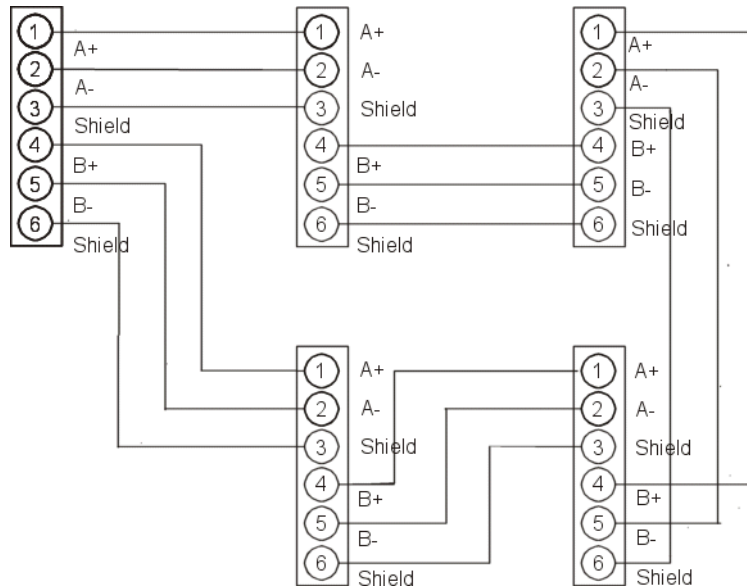 1
A+
2
A-
3
Shield
4
B+
5
B-
6
Shield
1 A+
2 A-
3 Shield
4
B+
5
B-
6
Shield
1
A+
2
A-
3
Shield
4 B+
5 B-
6 Shield
1 A+
2 A-
3 Shield
4
B+
5
B-
6
Shield
1 A+
2 A-
3 Shield
4
B+
5
B-
6
Shield